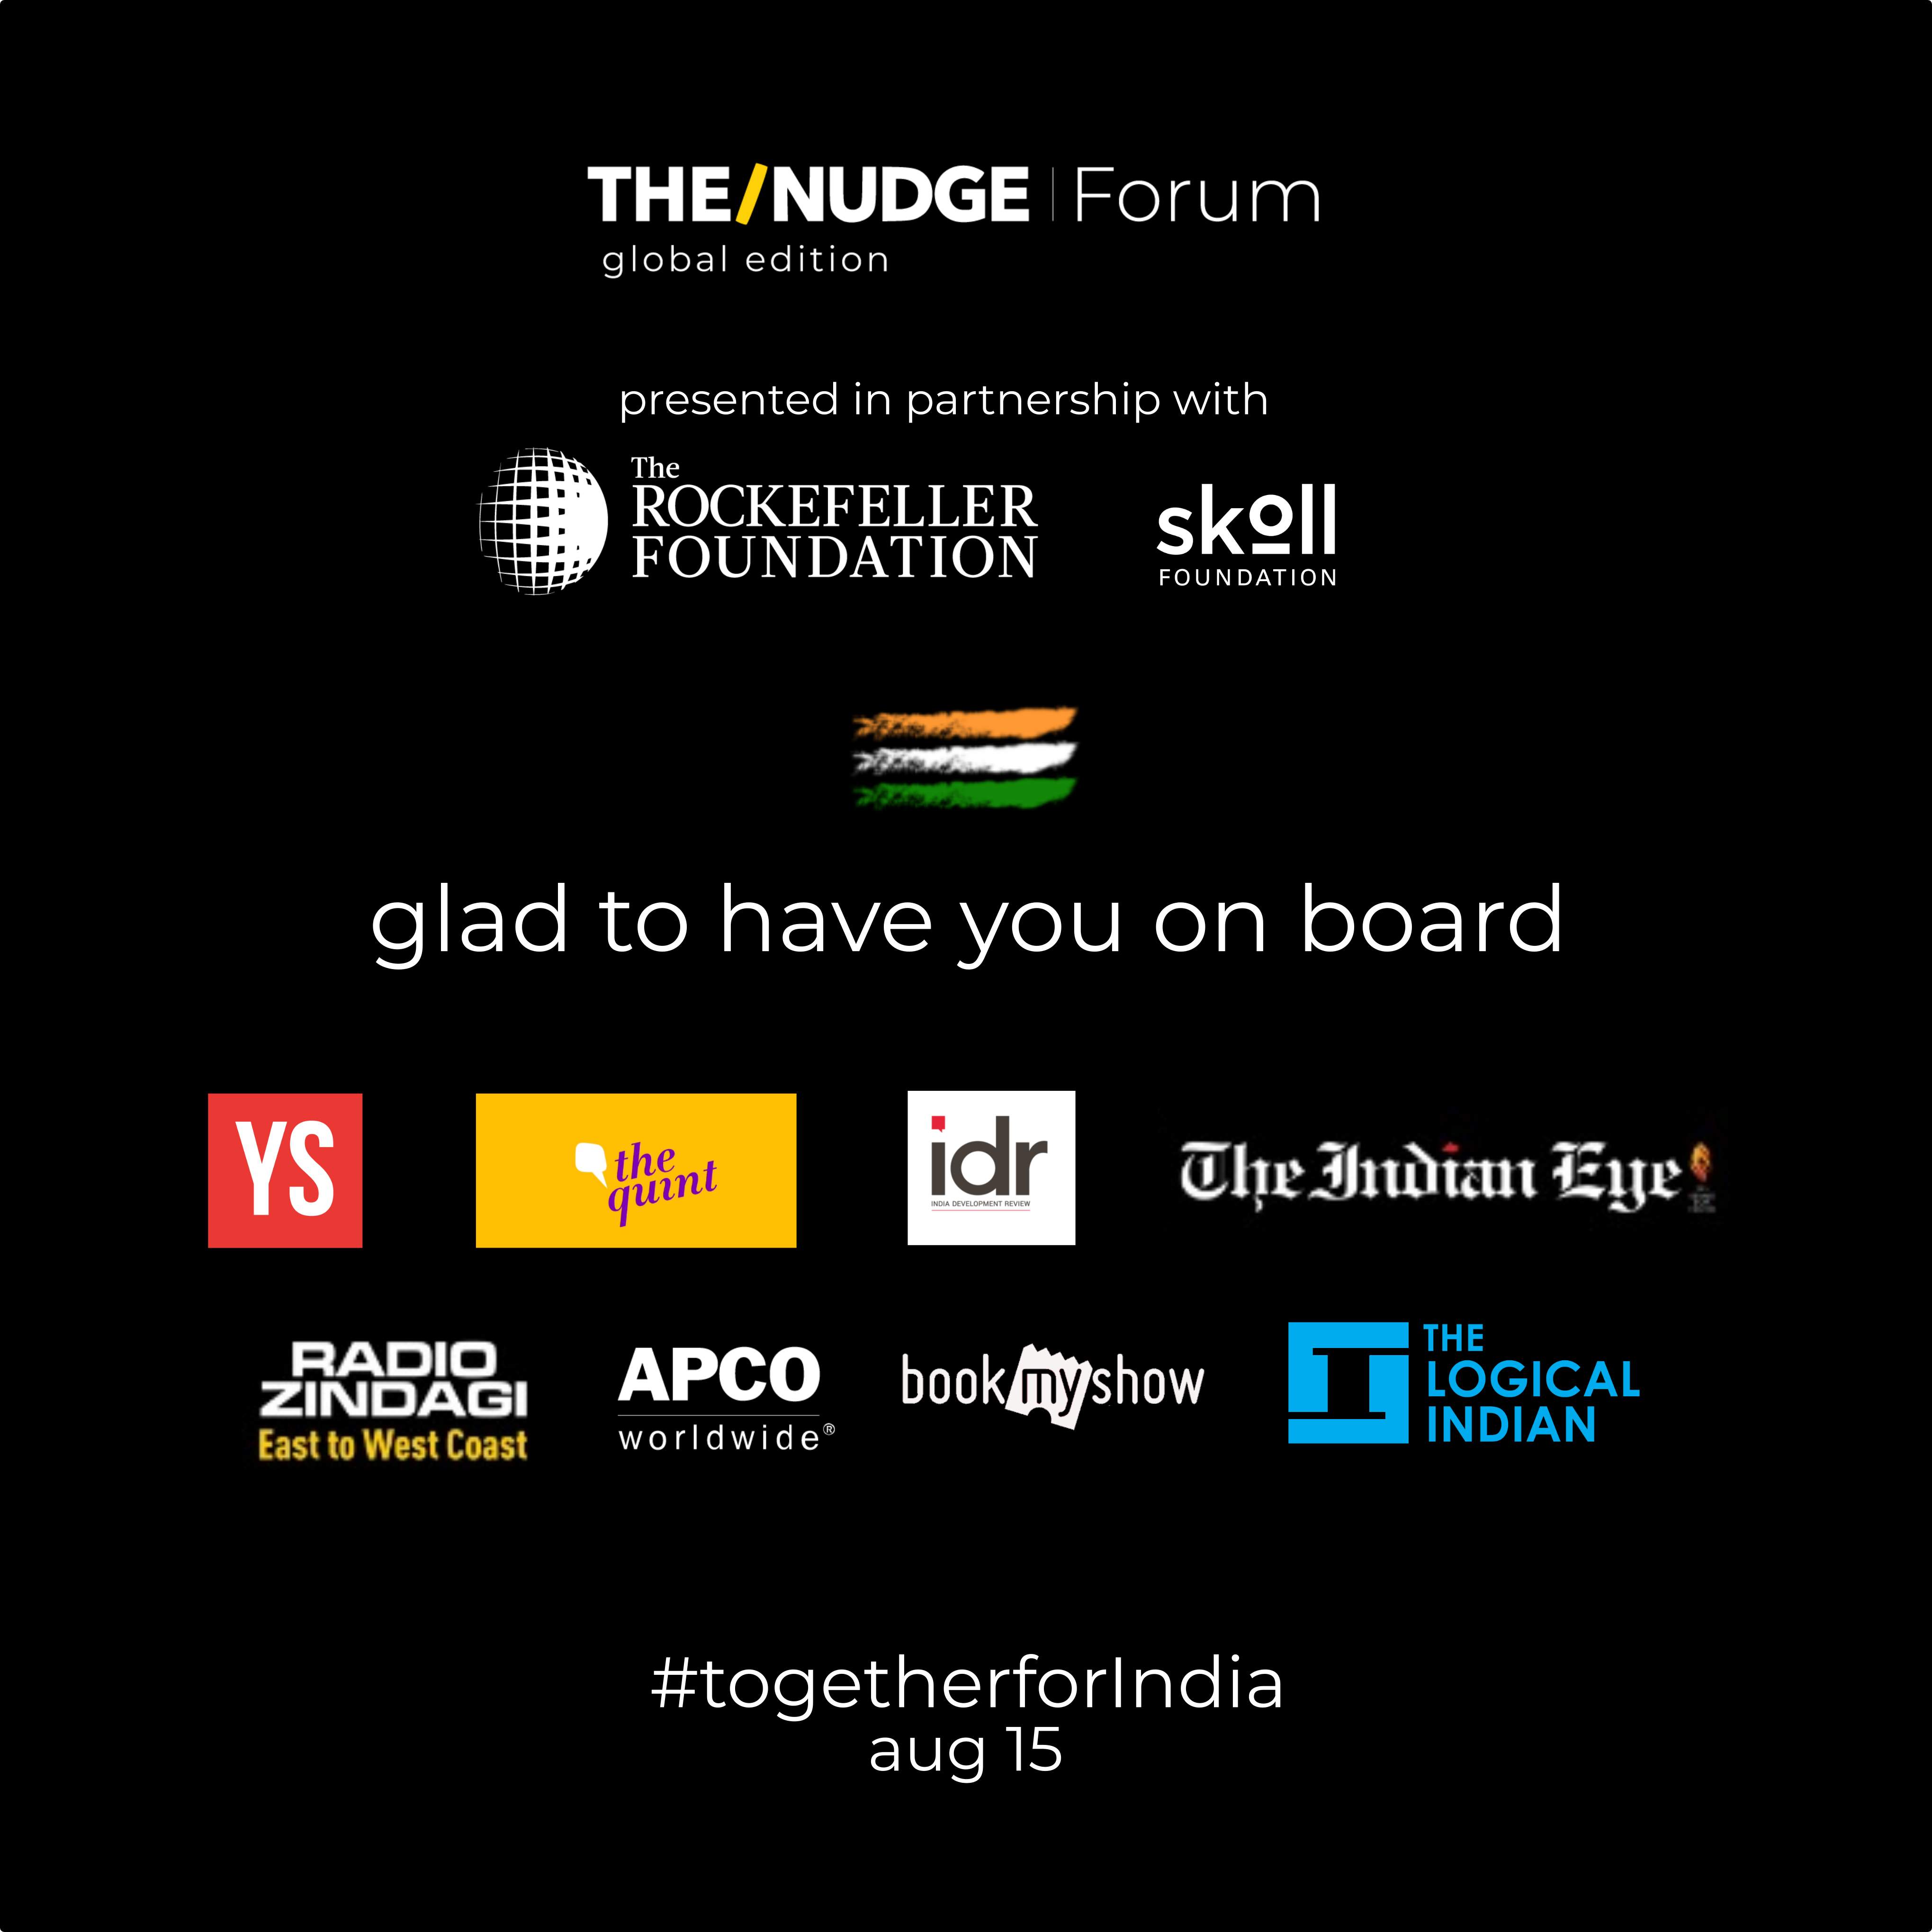 THE/NUDGE | Forum
global edition
presented in partnership with
The
ROCKEFELLER
FOUNDATION
skoll
FOUNDATION
glad to have you on board
YS
the
quint
idr
INDIA DEVELOPMENT REVIEW
The Indian Eye
RADIO
ZINDAGI
East to West Coast
APCO
worldwide®
bookmyshow
THE
LOGICAL
INDIAN
#togetherforIndia
aug 15